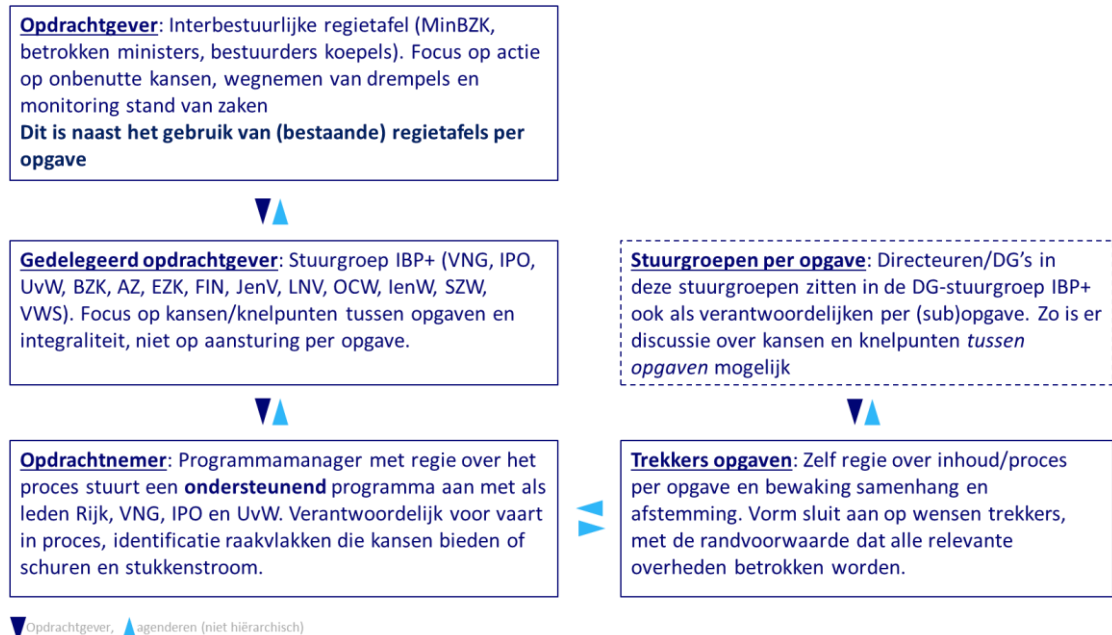 Opdrachtgever: Interbestuurlijke regietafel (MinBZK,
betrokken ministers, bestuurders koepels). Focus op actie
op onbenutte kansen, wegnemen van drempels en
monitoring stand van zaken
Dit is naast het gebruik van (bestaande) regietafels per
opgave
Gedelegeerd opdrachtgever: Stuurgroep IBP+ (VNG, IPO,
UvW, BZK, AZ, EZK, FIN, JenV, LNV, OCW, IenW, SZW,
VWS). Focus op kansen/knelpunten tussen opgaven en
integraliteit, niet op aansturing per opgave.
Stuurgroepen per opgave: Directeuren/DG's in
deze stuurgroepen zitten in de DG-stuurgroep IBP+
ook als verantwoordelijken per (sub)opgave. Zo is er
discussie over kansen en knelpunten tussen
opgaven mogelijk
Opdrachtnemer: Programmamanager met regie over het
proces stuurt een ondersteunend programma aan met als
leden Rijk, VNG, IPO en UvW. Verantwoordelijk voor vaart
in proces, identificatie raakvlakken die kansen bieden of
schuren en stukkenstroom.
Trekkers opgaven: Zelf regie over inhoud/proces
per opgave en bewaking samenhang en
afstemming. Vorm sluit aan op wensen trekkers,
met de randvoorwaarde dat alle relevante
overheden betrokken worden.
Opdrachtgever, agenderen (niet hiërarchisch)